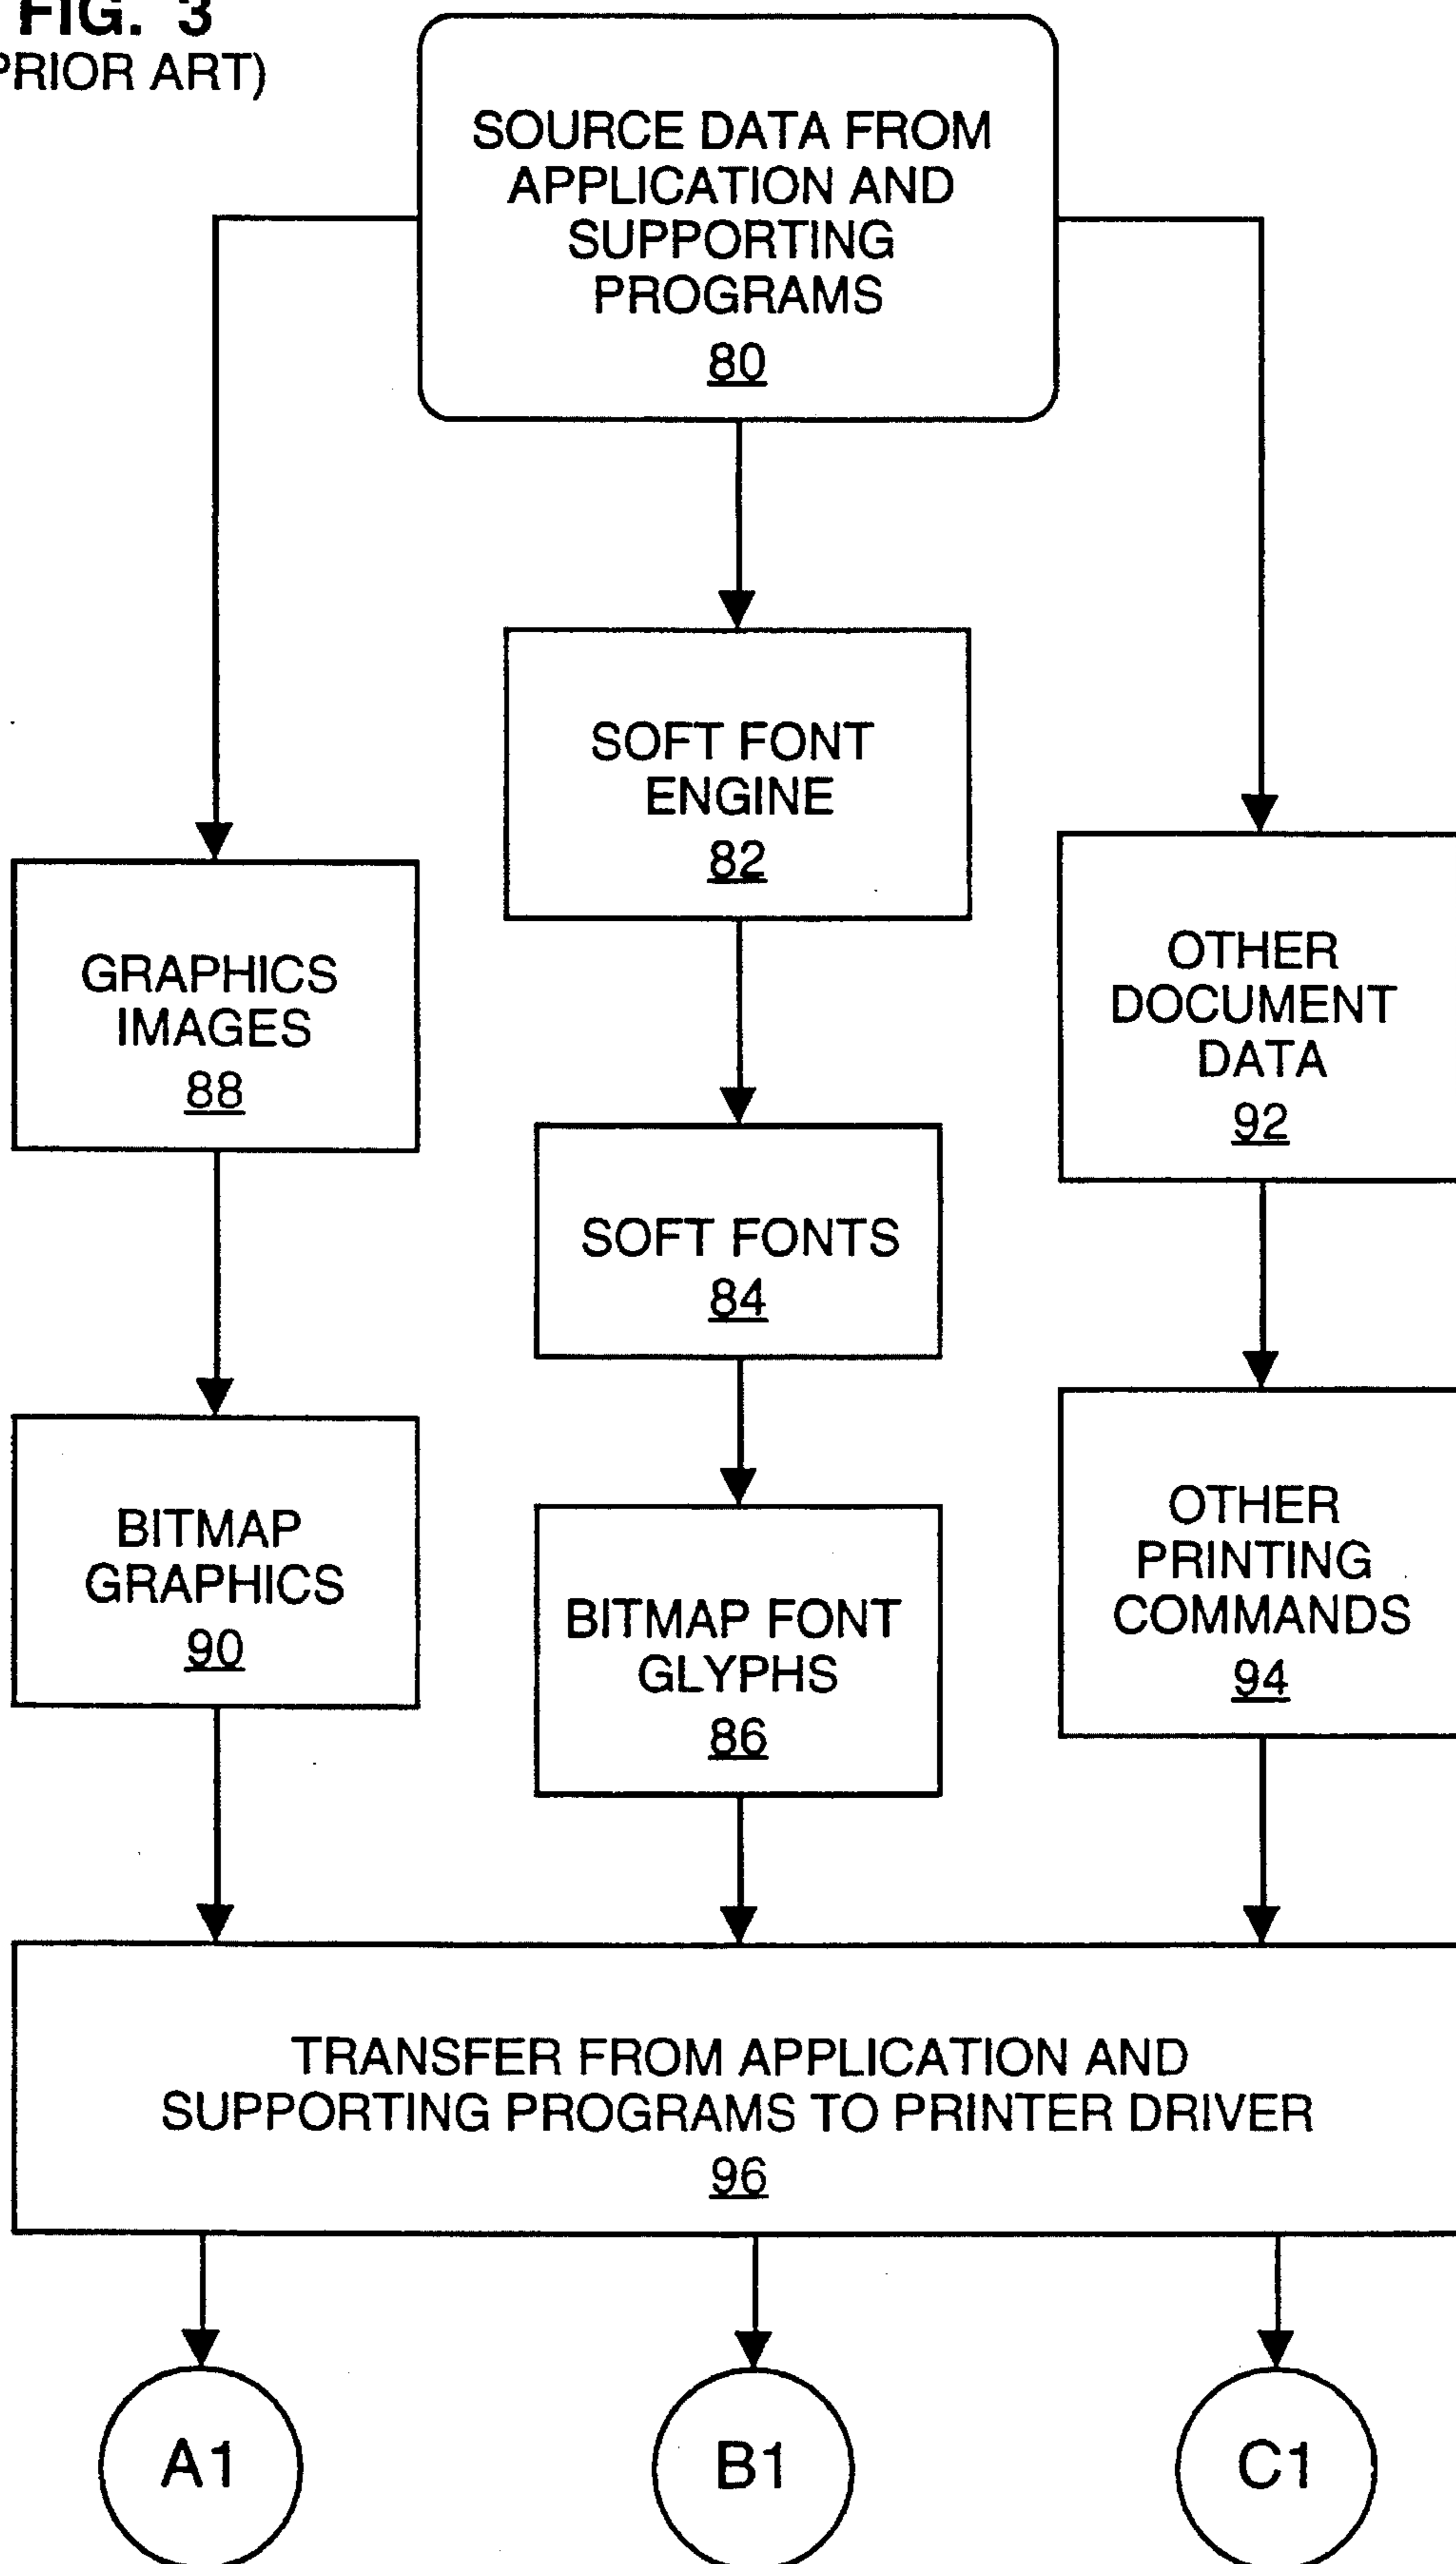 FIG. 3
PRIOR ART)
SOURCE DATA FROM
APPLICATION AND
SUPPORTING
PROGRAMS
80
SOFT FONT
ENGINE
82
GRAPHICS
IMAGES
88
OTHER
DOCUMENT
DATA
92
SOFT FONTS
84
BITMAP
GRAPHICS
90
BITMAP FONT
GLYPHS
86
OTHER
PRINTING
COMMANDS
94
TRANSFER FROM APPLICATION AND
SUPPORTING PROGRAMS TO PRINTER DRIVER
96
A1
B1
C1